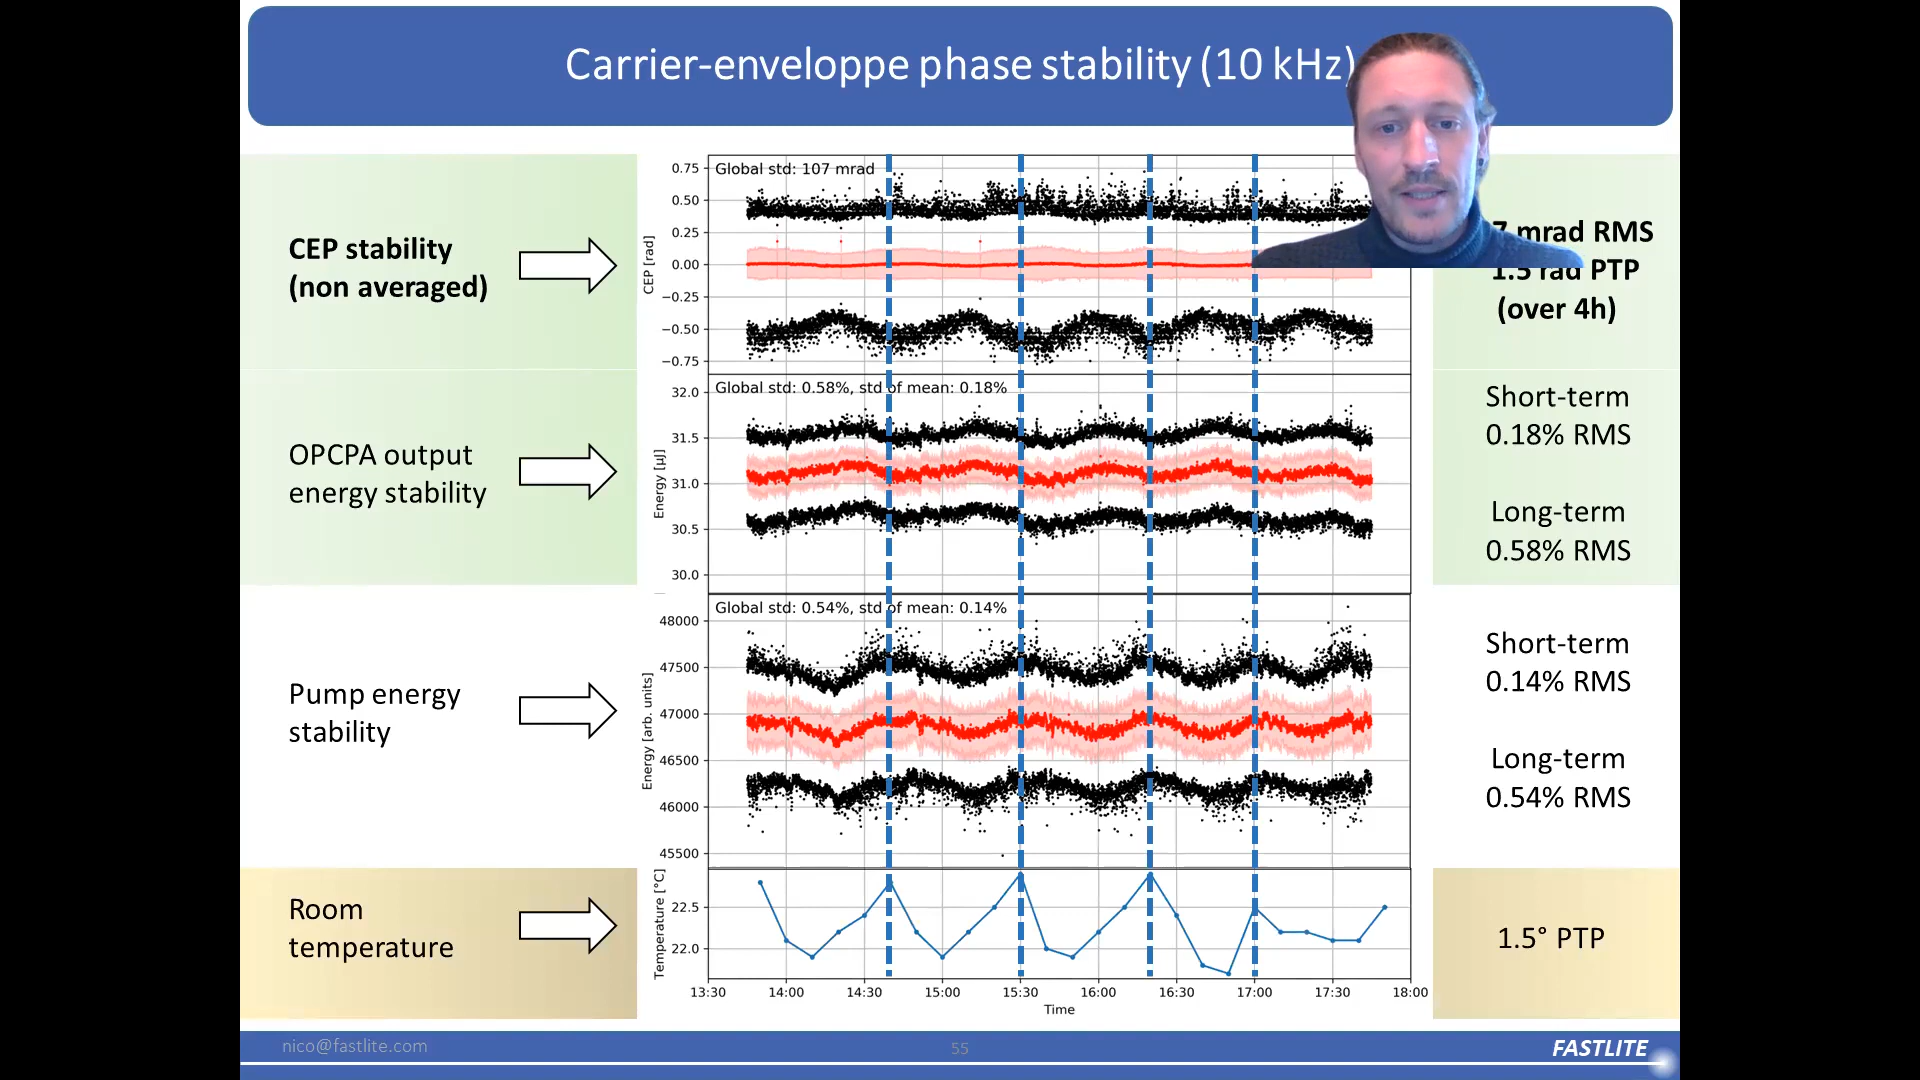 Carrier-enveloppe phase stability (10 kHz)
CEP stability
(non averaged)
OPCPA output
energy stability
Pump energy
stability
Room
temperature
Global std: 107 mrad
CEP [rad]
0.75
0.50
0.25
0.00
−0.25
−0.50
−0.75
Global std: 0.58%, std of mean: 0.18%
Energy [μJ]
32.0
31.5
31.0
30.5
30.0
Global std: 0.54%, std of mean: 0.14%
Energy [arb. units]
48000
47500
47000
46500
46000
45500
Temperature [°C]
22.5
22.0
13:30 14:00 14:30 15:00 15:30 16:00 16:30 17:00 17:30 18:00
Time
mrad RMS
1.5 rad PTP
(over 4h)
Short-term
0.18% RMS
Long-term
0.58% RMS
Short-term
0.14% RMS
Long-term
0.54% RMS
1.5° PTP
nico@fastlite.com
55
FASTLITE